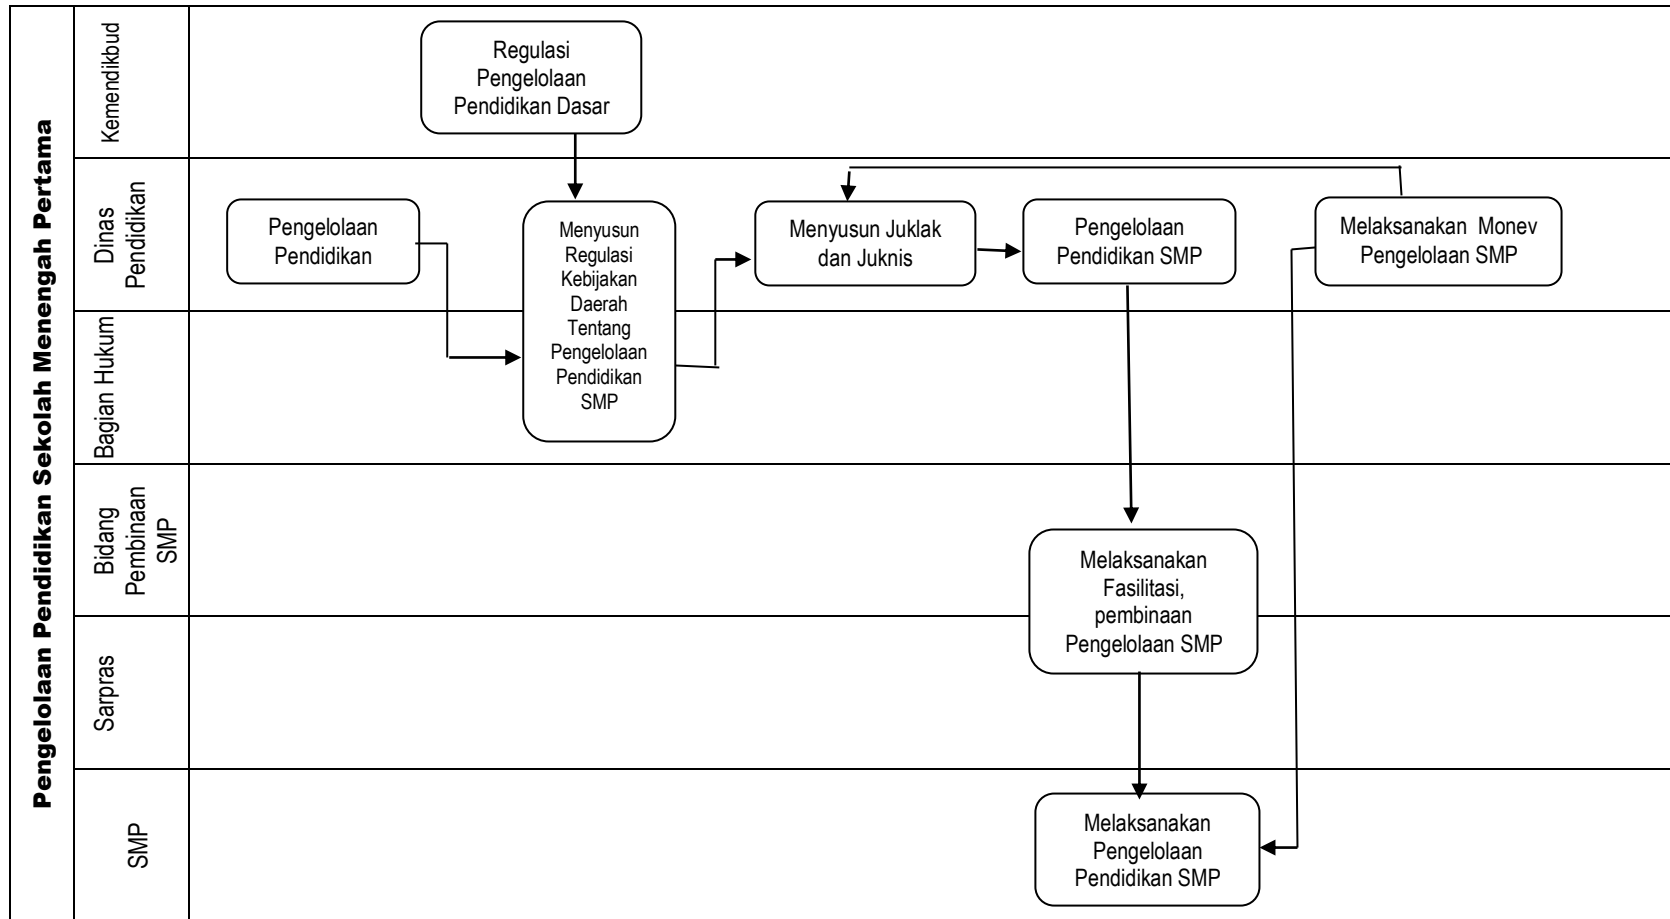 Pengelolaan Pendidikan Sekolah Menengah Pertama
Kemendikbud
Regulasi
Pengelolaan
Pendidikan Dasar
Dinas
Pendidikan
Pengelolaan
Pendidikan
Menyusun
Regulasi
Kebijakan
Daerah
Tentang
Pengelolaan
Pendidikan
SMP
Menyusun Juklak
dan Juknis
Pengelolaan
Pendidikan SMP
Melaksanakan Monev
Pengelolaan SMP
Bagian Hukum
Bidang
Pembinaan
SMP
Melaksanakan
Fasilitasi,
pembinaan
Pengelolaan SMP
Sarpras
SMP
Melaksanakan
Pengelolaan
Pendidikan SMP